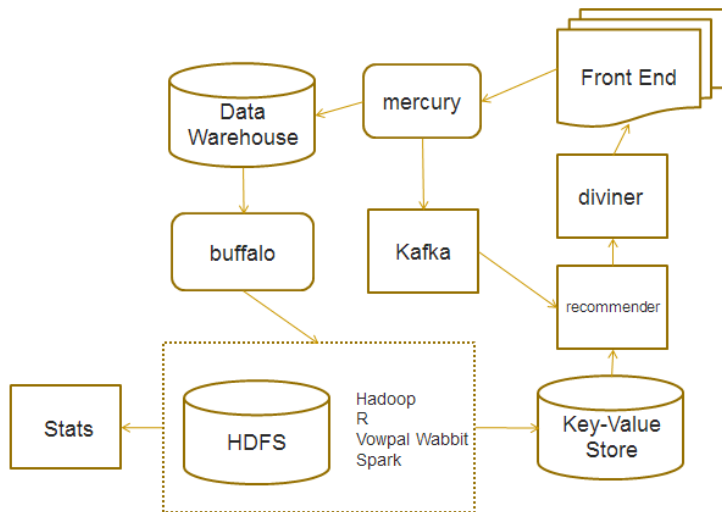 Front End
mercury
Data
Warehouse
diviner
buffalo
Kafka
recommender
Hadoop
R
Vowpal Wabbit
Spark
HDFS
Stats
Key-Value
Store